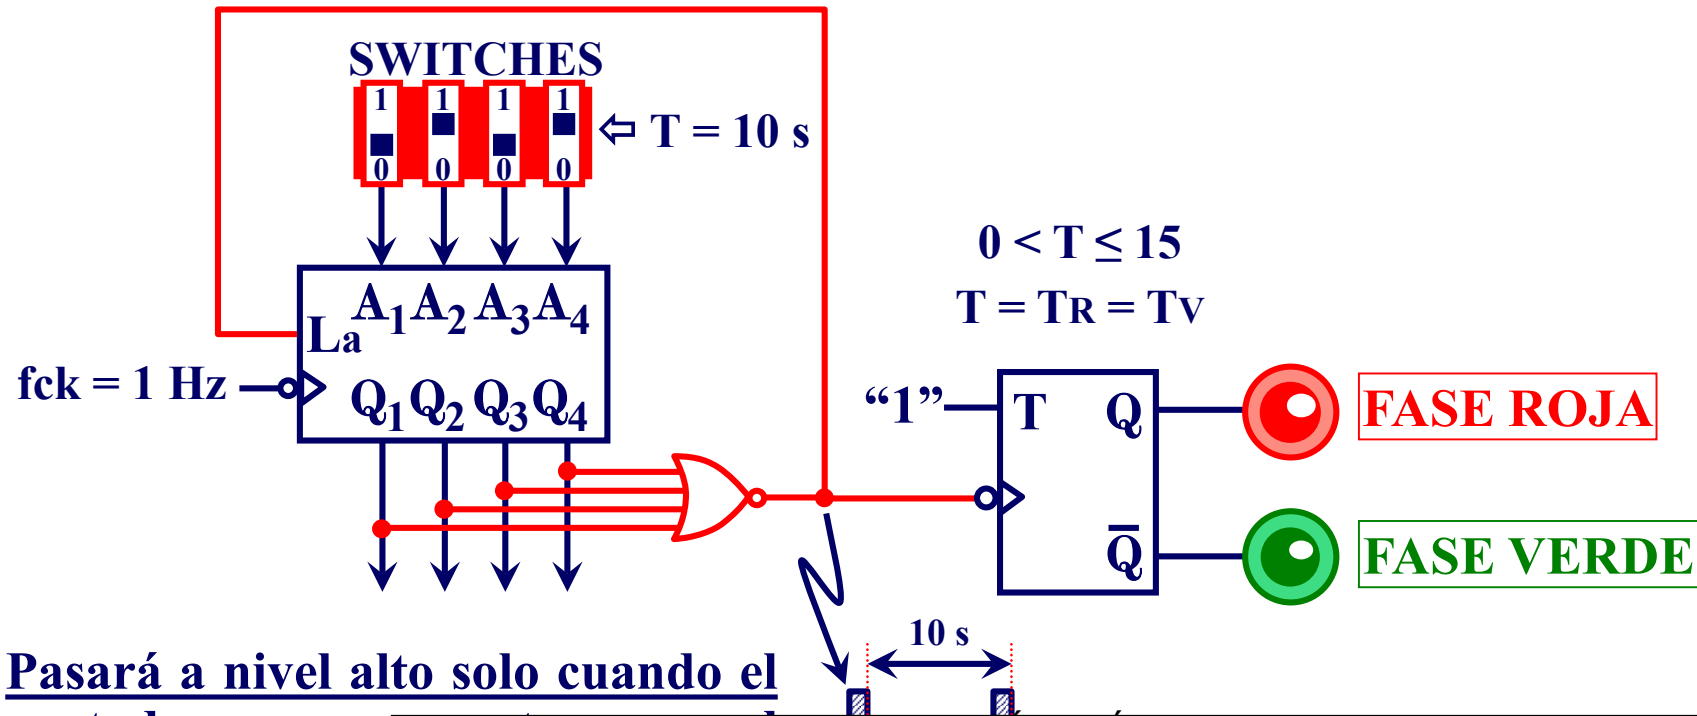 SWITCHES
1 1 1 1
0 0 0 0
T = 10 s
0 < T ≤ 15
T = TR = TV
A1 A2 A3 A4
La
fck = 1 Hz
Q1 Q2 Q3 Q4
"1"
T Q
Q̅
FASE ROJA
FASE VERDE
10 s
Pasará a nivel alto solo cuando el